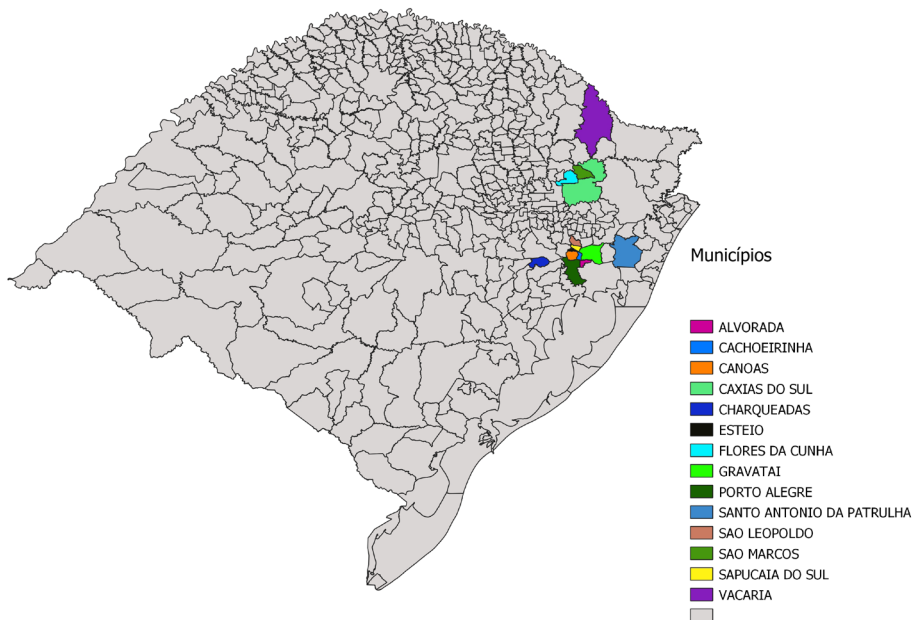 Municípios
ALVORADA
CACHOEIRINHA
CANOAS
CAXIAS DO SUL
CHARQUEADAS
ESTEIO
FLORES DA CUNHA
GRAVATAI
PORTO ALEGRE
SANTO ANTONIO DA PATRULHA
SAO LEOPOLDO
SAO MARCOS
SAPUCAIA DO SUL
VACARIA